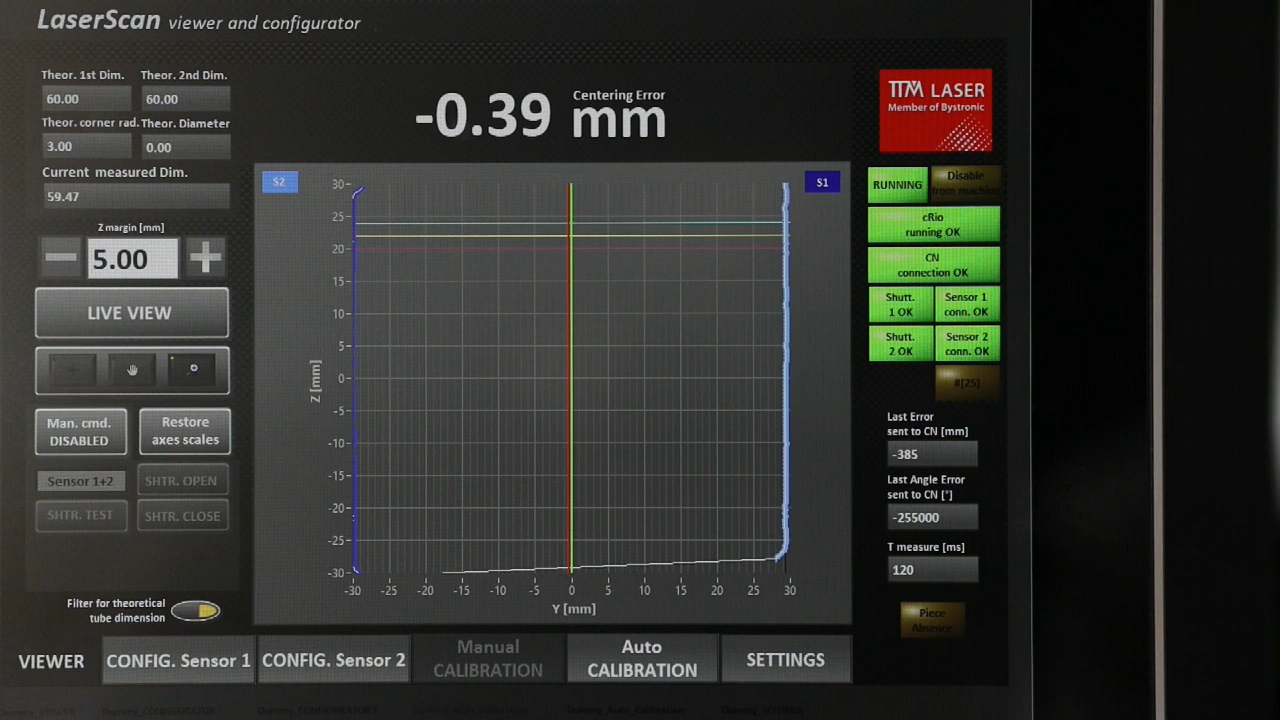 LaserScan viewer and configurator
Theor. 1st Dim. Theor. 2nd Dim.
60.00 60.00
Theor. corner rad. Theor. Diameter
3.00 0.00
Current measured Dim.
59.47
Z margin [mm]
5.00
LIVE VIEW
Man. cmd.
DISABLED
Restore
axes scales
Sensor 1+2
SHTR. OPEN
SHTR. TEST
SHTR. CLOSE
Filter for theoretical
tube dimension
-0.39 mm
Centering Error
S2
S1
30
25
20
15
10
5
0
-5
-10
-15
-20
-25
-30
Z [mm]
-30 -25 -20 -15 -10 -5 0 5 10 15 20 25 30
Y [mm]
TTM LASER
Member of Bystronic
RUNNING
Disable
from machine
cRio
running OK
CN
connection OK
Shutt.
1 OK
Sensor 1
conn. OK
Shutt.
2 OK
Sensor 2
conn. OK
#[25]
Last Error
sent to CN [mm]
-385
Last Angle Error
sent to CN [°]
-255000
T measure [ms]
120
Piece
Absence
VIEWER
CONFIG. Sensor 1
CONFIG. Sensor 2
Manual
CALIBRATION
Auto
CALIBRATION
SETTINGS